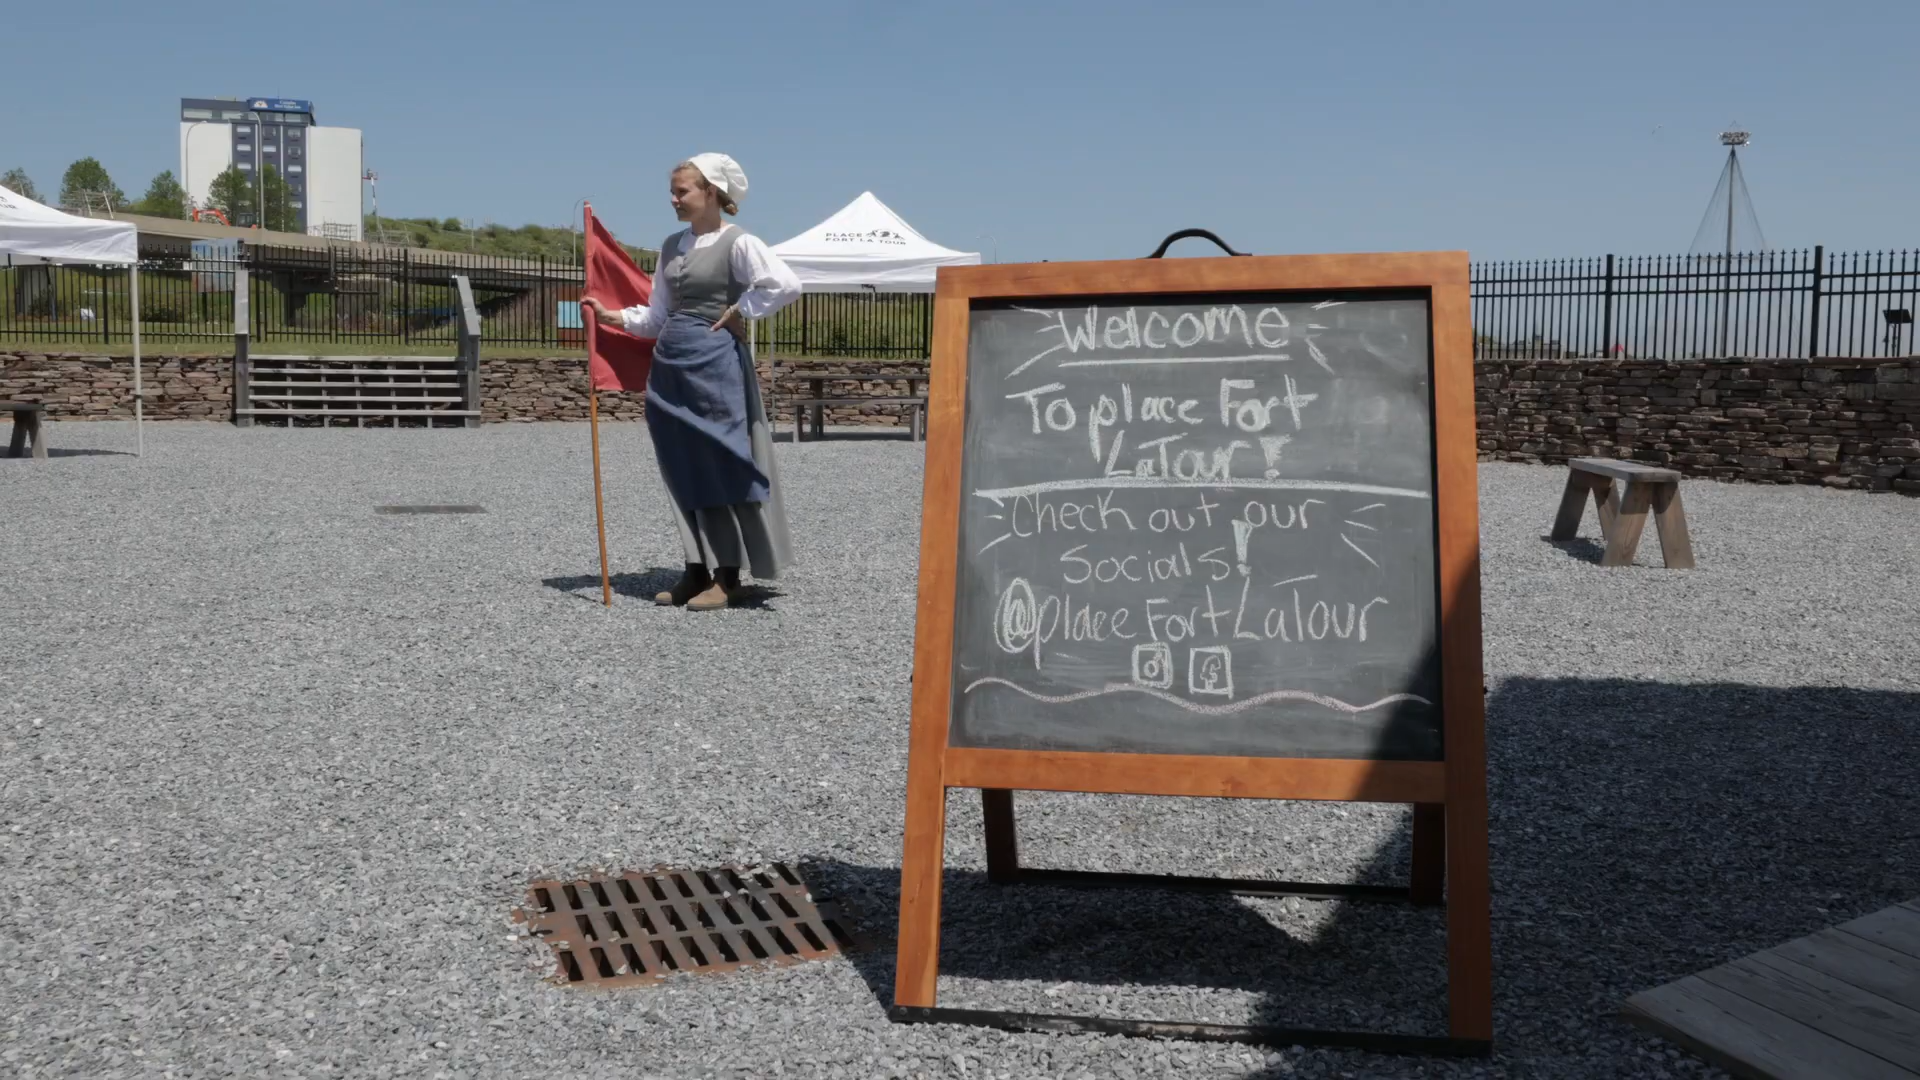 PLACE
FORT LA TOUR
Welcome
To place Fort
LaTour!
Check out our
Socials!
@place Fort LaTour